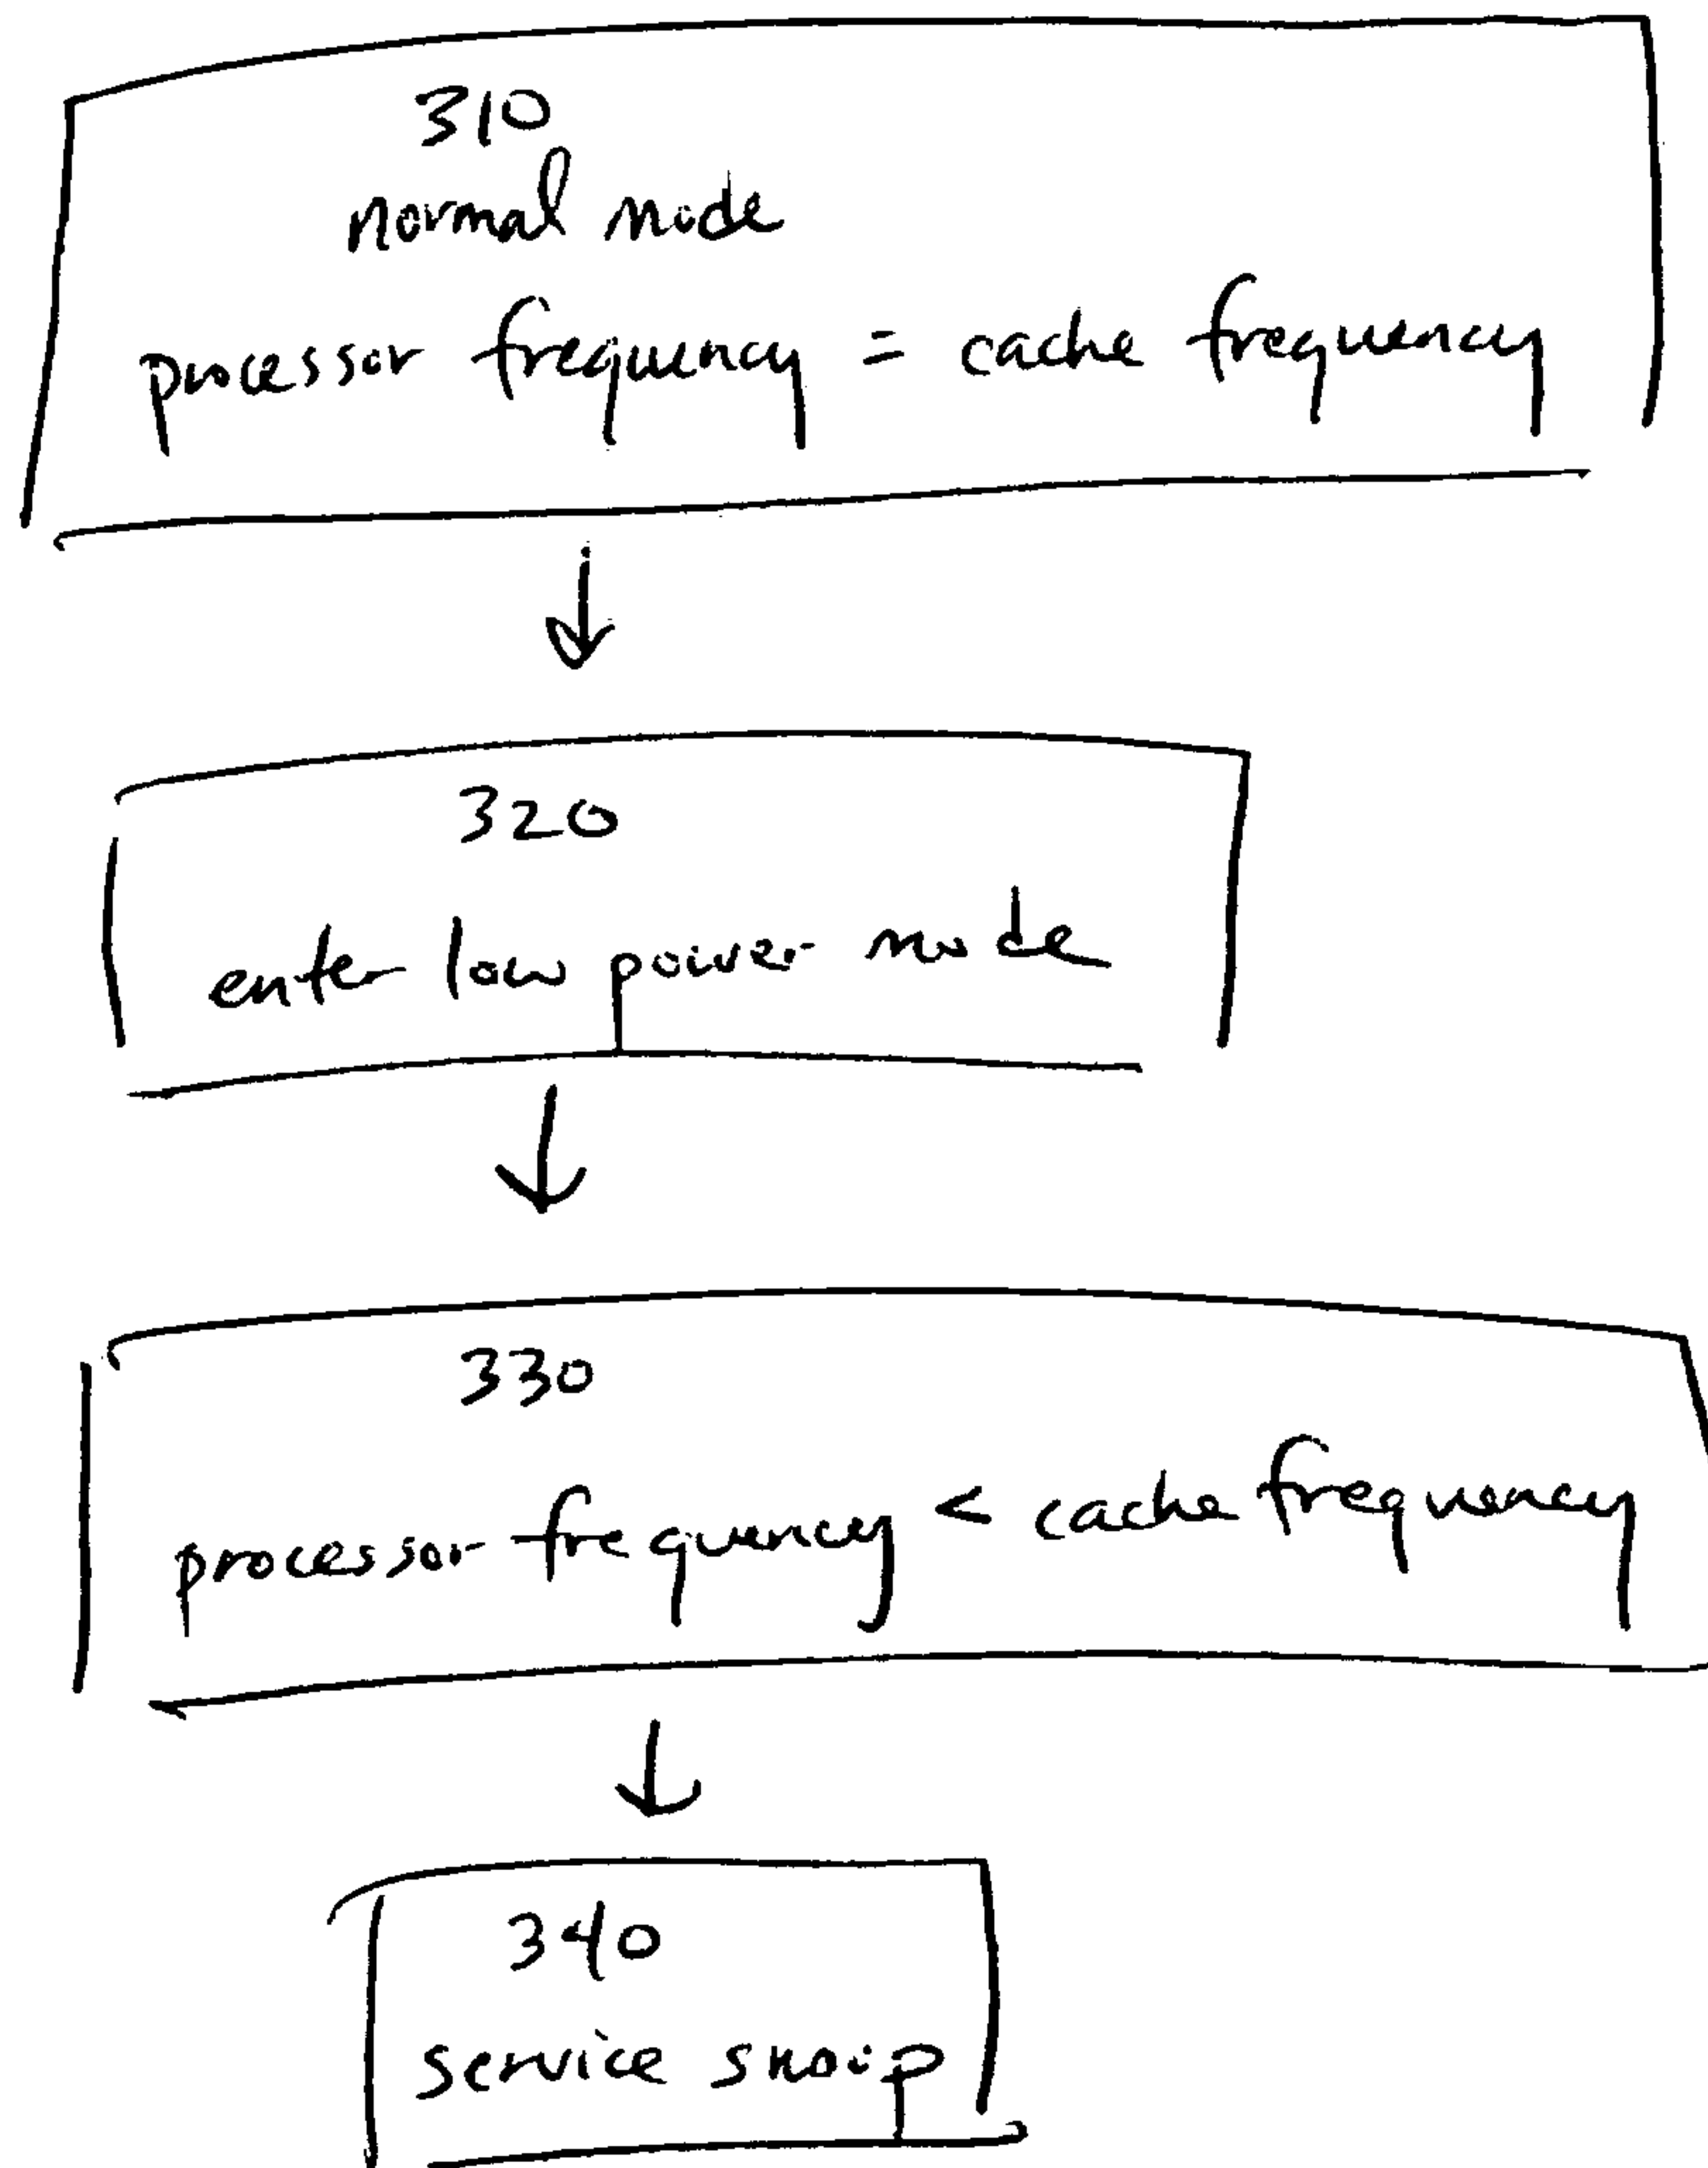 310
normal mode
processor frequency = cache frequency
320
enter low power mode
330
processor frequency < cache frequency
340
service snoop